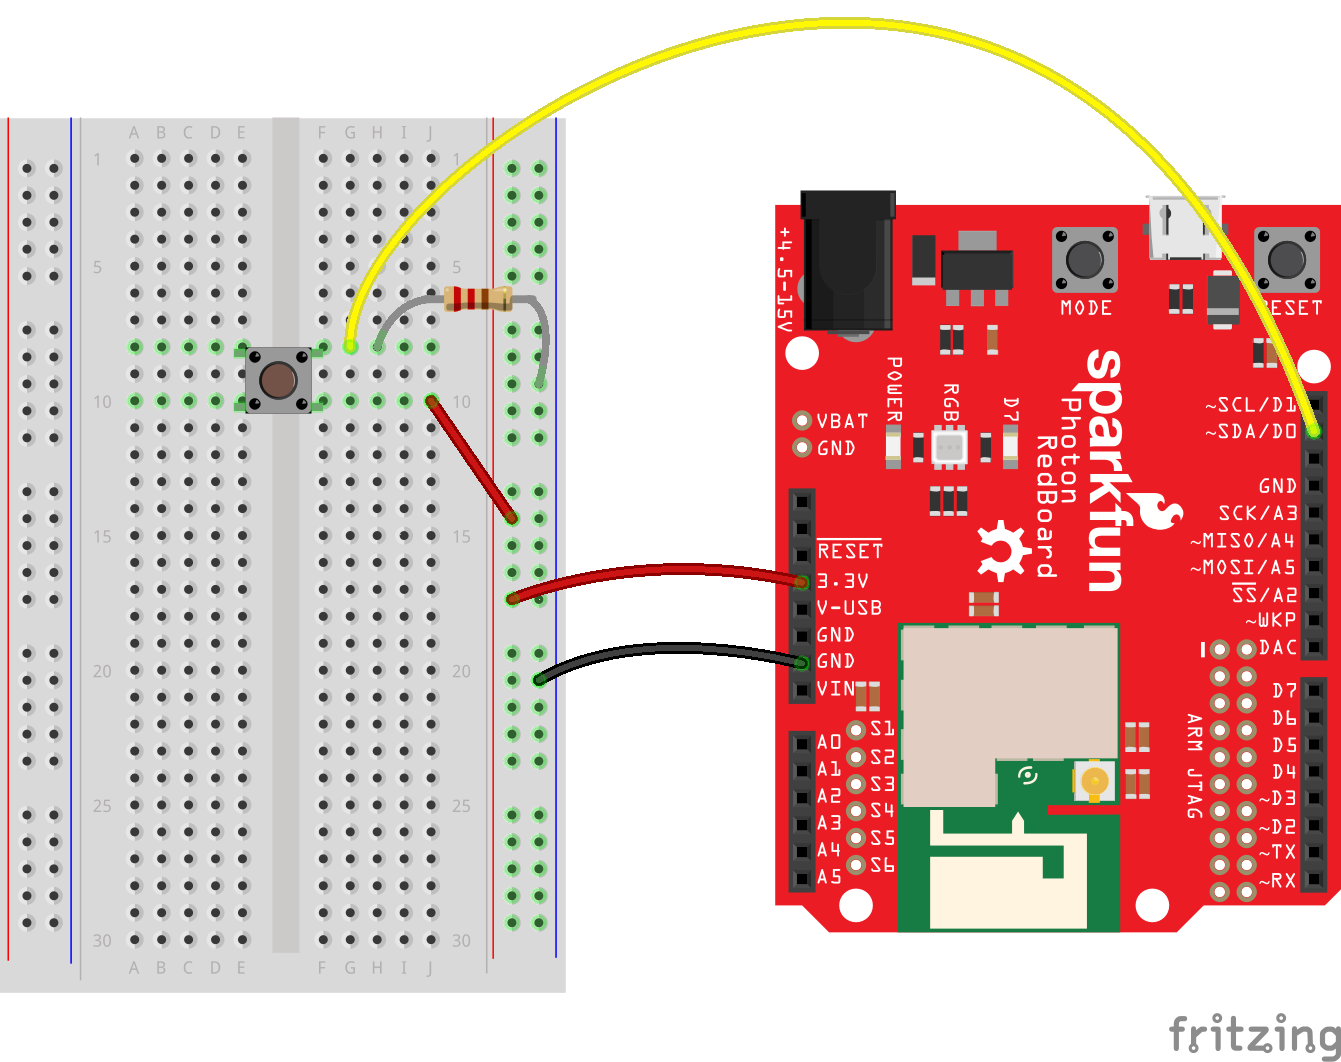 A B C D E F G H I J
1 1
5 5
10 10
15 15
20 20
25 25
30 30
A B C D E F G H I J
+4.5-15V
MODE
RESET
POWER
RGB
D7
sparkfun
Photon
RedBoard
VBAT
GND
RESET
3.3V
V-USB
GND
GND
VIN
A0
A1
A2
A3
A4
A5
S1
S2
S3
S4
S5
S6
~SCL/D1
~SDA/D0
GND
SCK/A3
~MISO/A4
~MOSI/A5
SS/A2
~WKP
DAC
1
ARM JTAG
D7
D6
D5
D4
~D3
~D2
~TX
~RX
fritzing